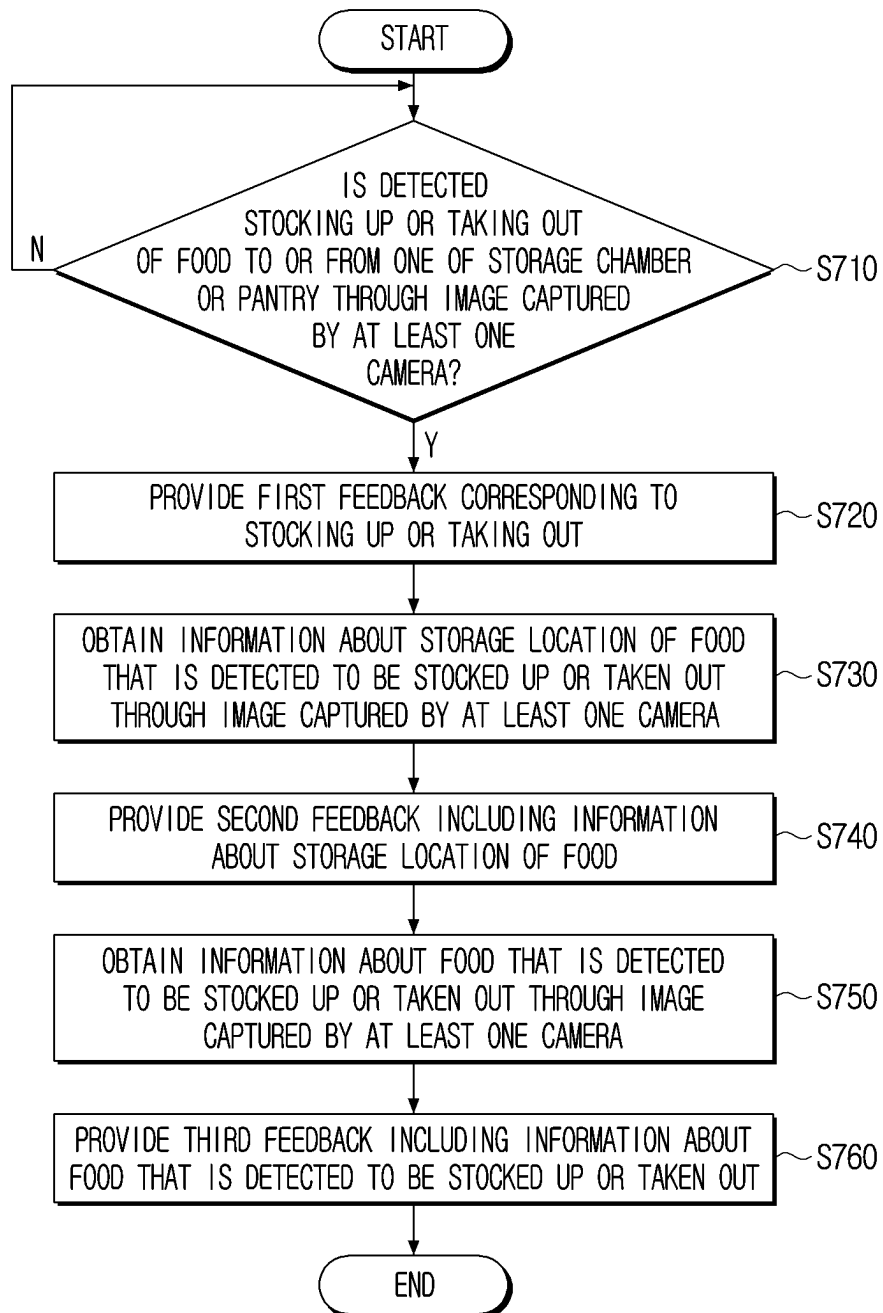 START
IS DETECTED
STOCKING UP OR TAKING OUT
OF FOOD TO OR FROM ONE OF STORAGE CHAMBER
OR PANTRY THROUGH IMAGE CAPTURED
BY AT LEAST ONE
CAMERA?
N
S710
Y
PROVIDE FIRST FEEDBACK CORRESPONDING TO
STOCKING UP OR TAKING OUT
S720
OBTAIN INFORMATION ABOUT STORAGE LOCATION OF FOOD
THAT IS DETECTED TO BE STOCKED UP OR TAKEN OUT
THROUGH IMAGE CAPTURED BY AT LEAST ONE CAMERA
S730
PROVIDE SECOND FEEDBACK INCLUDING INFORMATION
ABOUT STORAGE LOCATION OF FOOD
S740
OBTAIN INFORMATION ABOUT FOOD THAT IS DETECTED
TO BE STOCKED UP OR TAKEN OUT THROUGH IMAGE
CAPTURED BY AT LEAST ONE CAMERA
S750
PROVIDE THIRD FEEDBACK INCLUDING INFORMATION ABOUT
FOOD THAT IS DETECTED TO BE STOCKED UP OR TAKEN OUT
S760
END